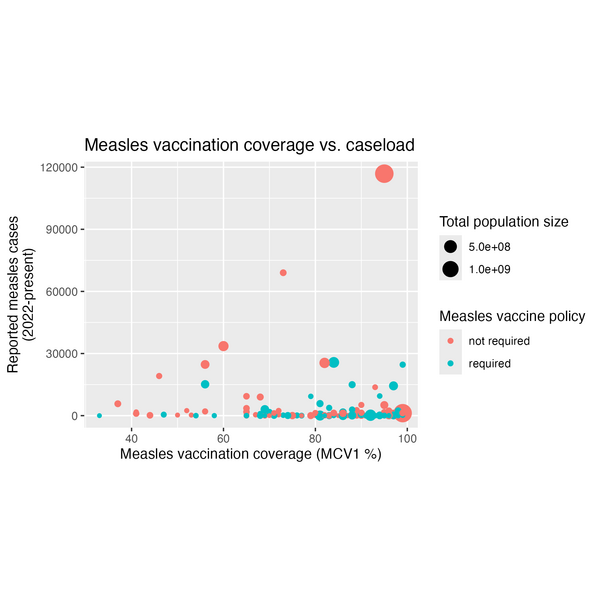 Measles vaccination coverage vs. caseload
Reported measles cases
(2022-present)
120000
90000
60000
30000
0
40
60
80
100
Measles vaccination coverage (MCV1 %)
Total population size
5.0e+08
1.0e+09
Measles vaccine policy
not required
required